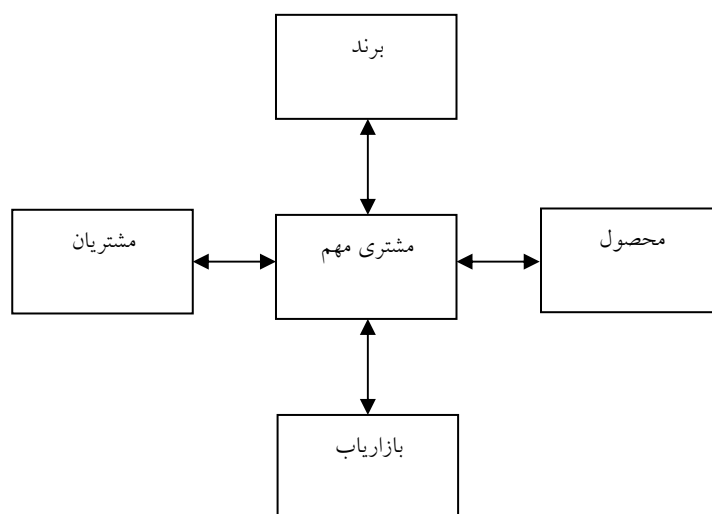 برند
مشتریان
مشتری مهم
محصول
بازاریاب